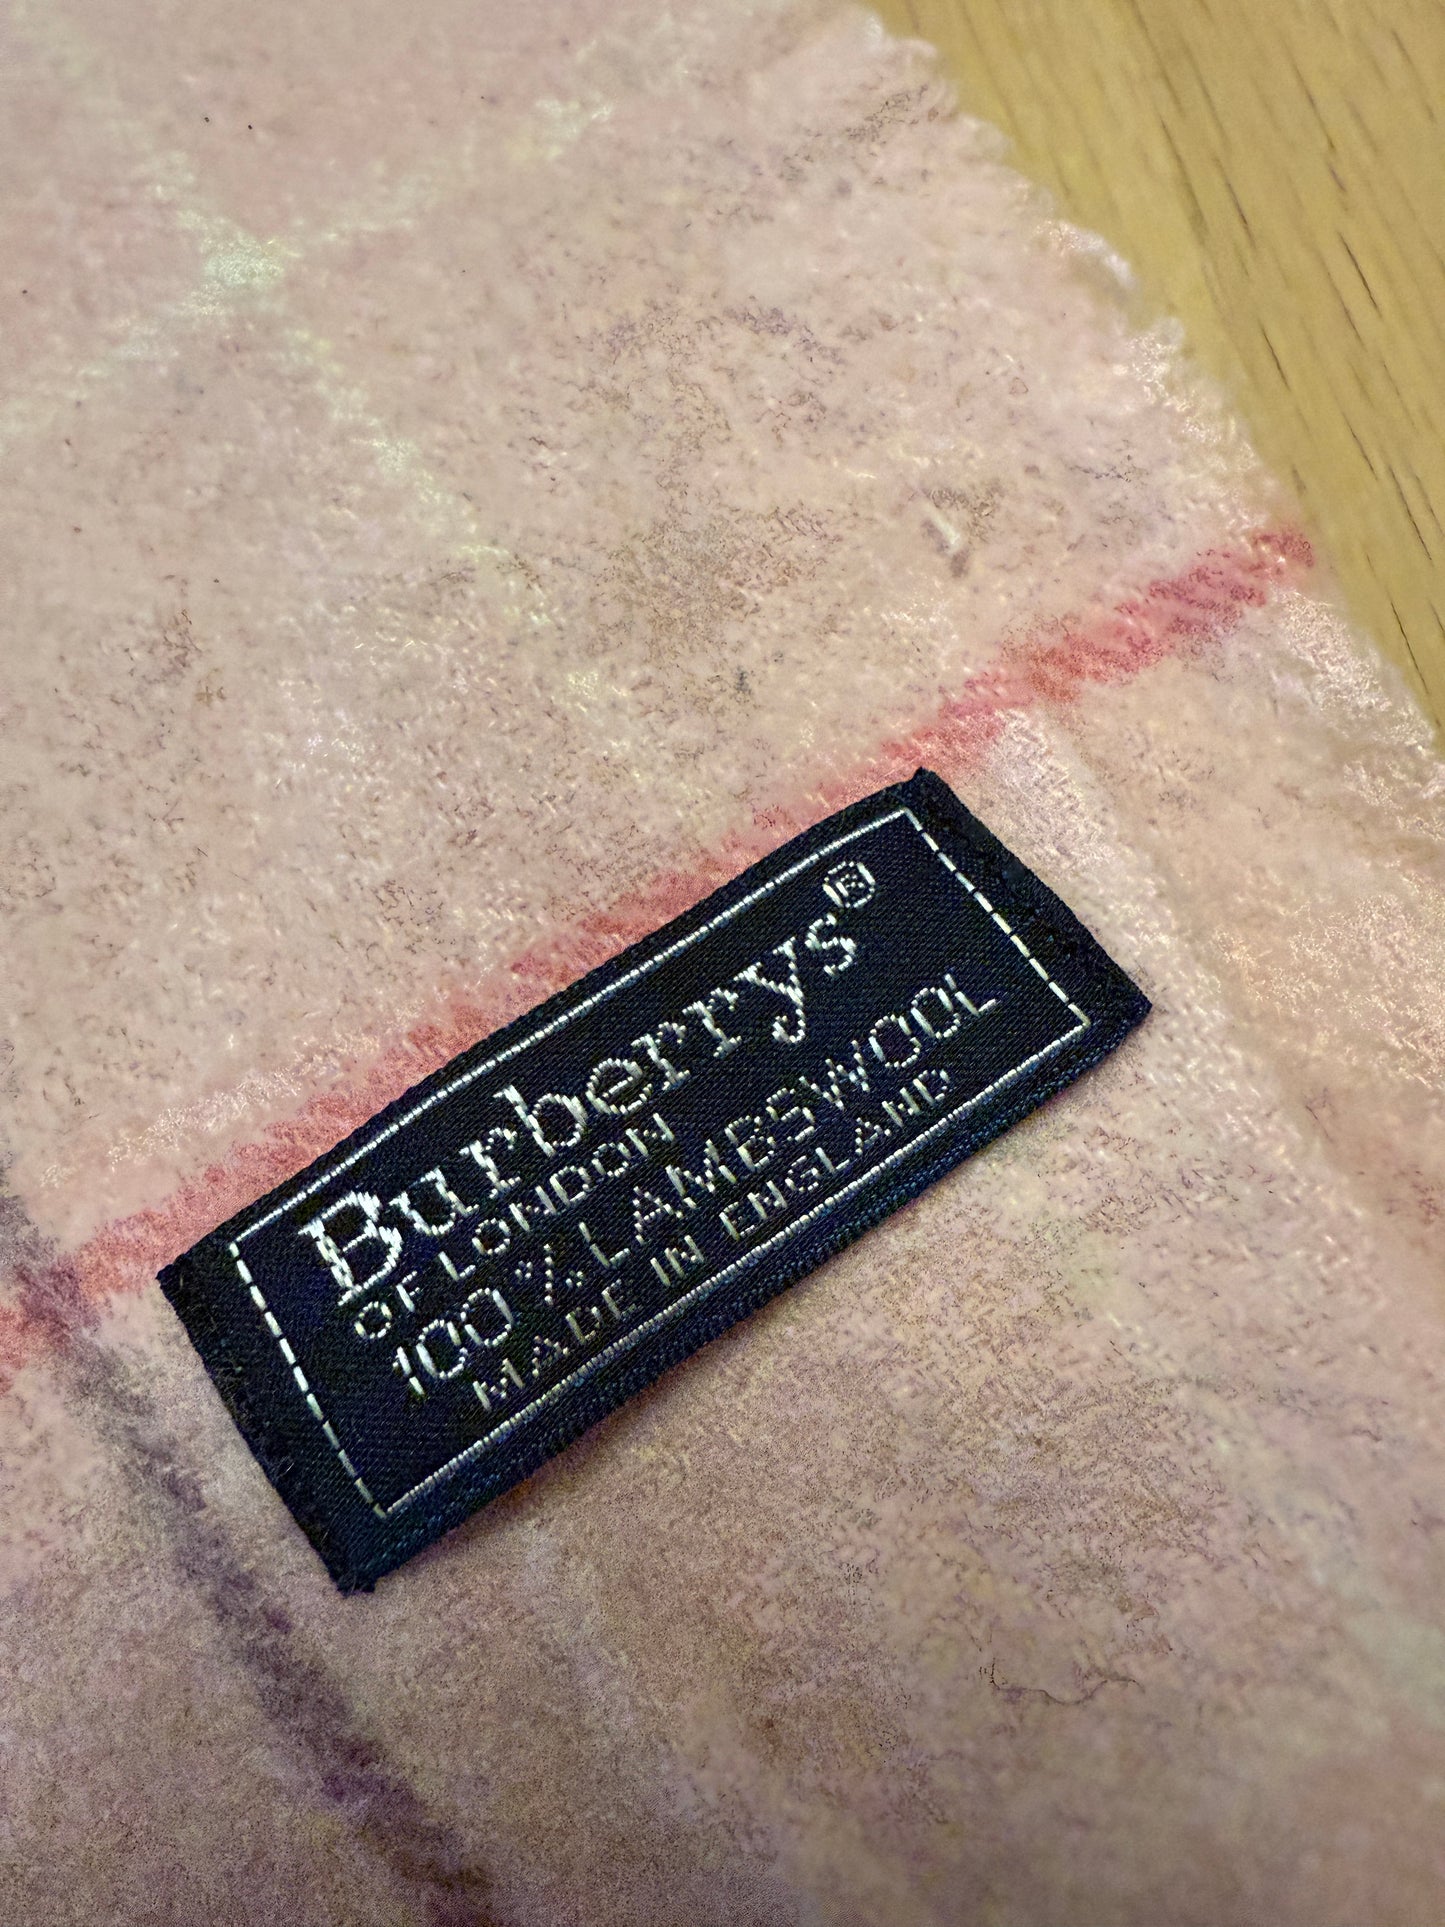 Burberrys®
OF LONDON
100 % LAMBSWOOL
MADE IN ENGLAND